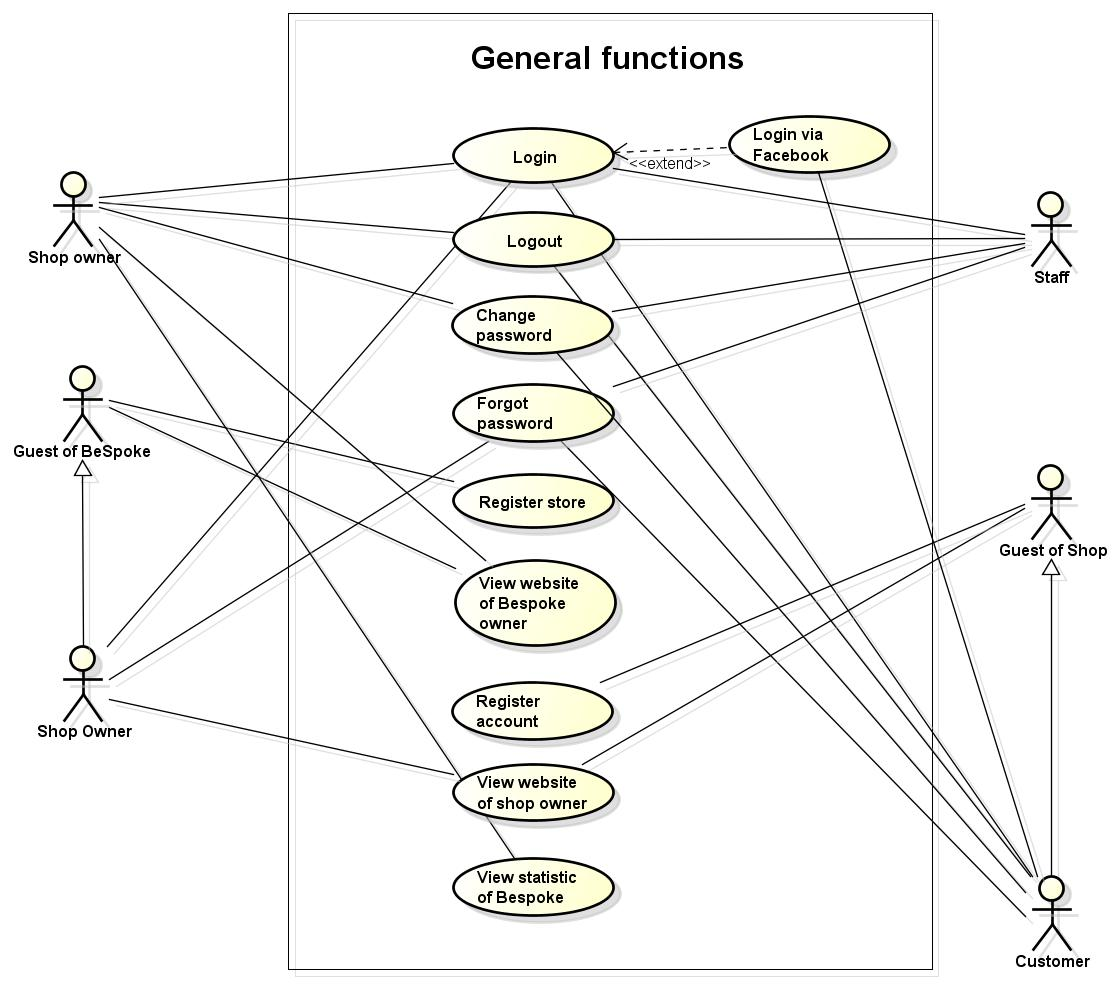 General functions
Login
Login via
Facebook
<<extend>>
Logout
Shop owner
Staff
Change
password
Forgot
password
Guest of BeSpoke
Register store
Guest of Shop
View website
of Bespoke
owner
Register
account
Shop Owner
View website
of shop owner
View statistic
of Bespoke
Customer